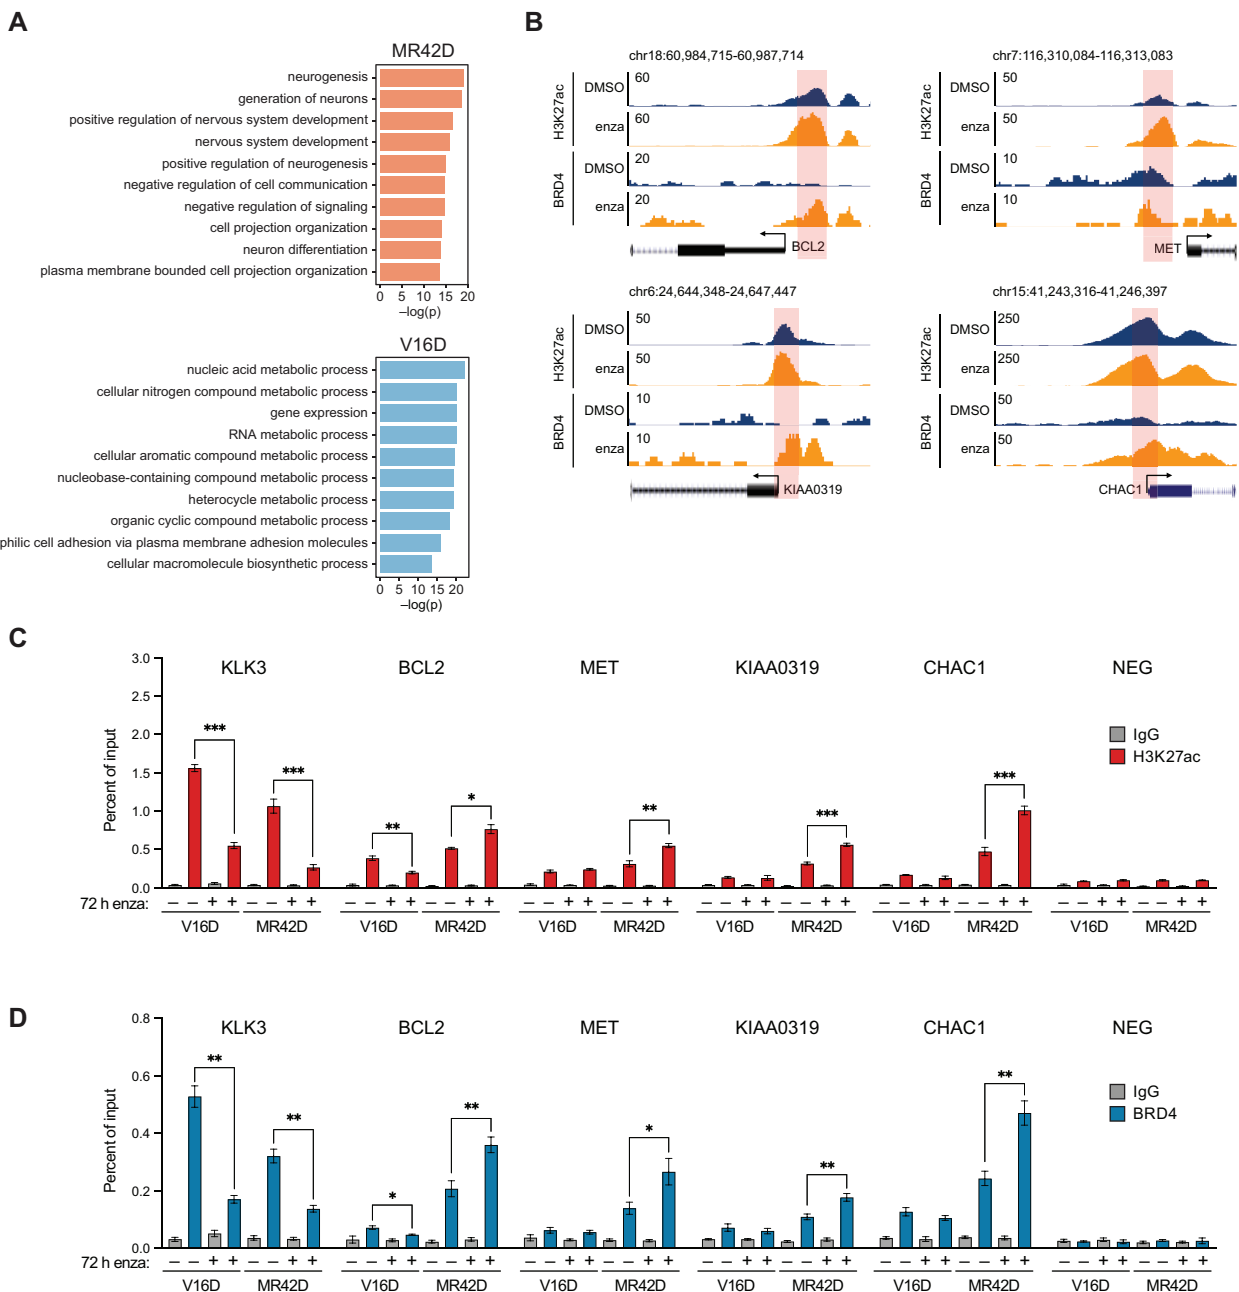 A
MR42D
neurogenesis
generation of neurons
positive regulation of nervous system development
nervous system development
positive regulation of neurogenesis
negative regulation of cell communication
negative regulation of signaling
cell projection organization
neuron differentiation
plasma membrane bounded cell projection organization
0 5 10 15 20
–log(p)
V16D
nucleic acid metabolic process
cellular nitrogen compound metabolic process
gene expression
RNA metabolic process
cellular aromatic compound metabolic process
nucleobase-containing compound metabolic process
heterocycle metabolic process
organic cyclic compound metabolic process
philic cell adhesion via plasma membrane adhesion molecules
cellular macromolecule biosynthetic process
0 5 10 15 20
–log(p)
B
chr18:60,984,715-60,987,714
H3K27ac
DMSO
60
enza
60
BRD4
DMSO
20
enza
20
BCL2
chr7:116,310,084-116,313,083
H3K27ac
DMSO
50
enza
50
BRD4
DMSO
10
enza
10
MET
chr6:24,644,348-24,647,447
H3K27ac
DMSO
50
enza
50
BRD4
DMSO
10
enza
10
KIAA0319
chr15:41,243,316-41,246,397
H3K27ac
DMSO
250
enza
250
BRD4
DMSO
50
enza
50
CHAC1
C
KLK3 BCL2 MET KIAA0319 CHAC1 NEG
Percent of input
3.0
2.5
2.0
1.5
1.0
0.5
0.0
*** *** ** * ** *** ***
IgG
H3K27ac
72 h enza: – – + + – – + + – – + + – – + + – – + + – – + + – – + + – – + + – – + + – – + + – – + + – – + +
V16D MR42D V16D MR42D V16D MR42D V16D MR42D V16D MR42D V16D MR42D
D
KLK3 BCL2 MET KIAA0319 CHAC1 NEG
Percent of input
0.8
0.6
0.4
0.2
0.0
** ** * ** * ** **
IgG
BRD4
72 h enza: – – + + – – + + – – + + – – + + – – + + – – + + – – + + – – + + – – + + – – + + – – + + – – + +
V16D MR42D V16D MR42D V16D MR42D V16D MR42D V16D MR42D V16D MR42D